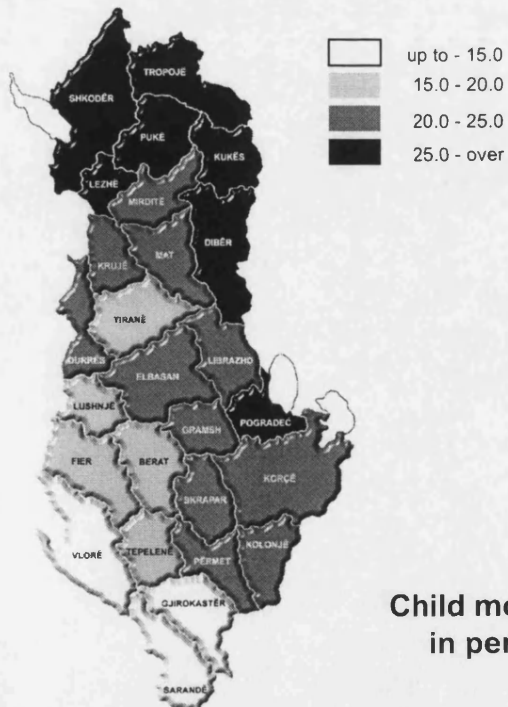 up to - 15.0
15.0 - 20.0
20.0 - 25.0
25.0 - over
TROPOJË
SHKODËR
PUKË
KUKËS
LEZHË
MIRDITË
DIBËR
KRUJË
MAT
TIRANË
DURRËS
LIBRAZHD
ELBASAN
LUSHNJË
GRAMSH
POGRADEC
FIER
BERAT
KORÇË
SKRAPAR
VLORË
TEPELENË
PËRMET
KOLONJË
GJIROKASTËR
SARANDË
Child
in